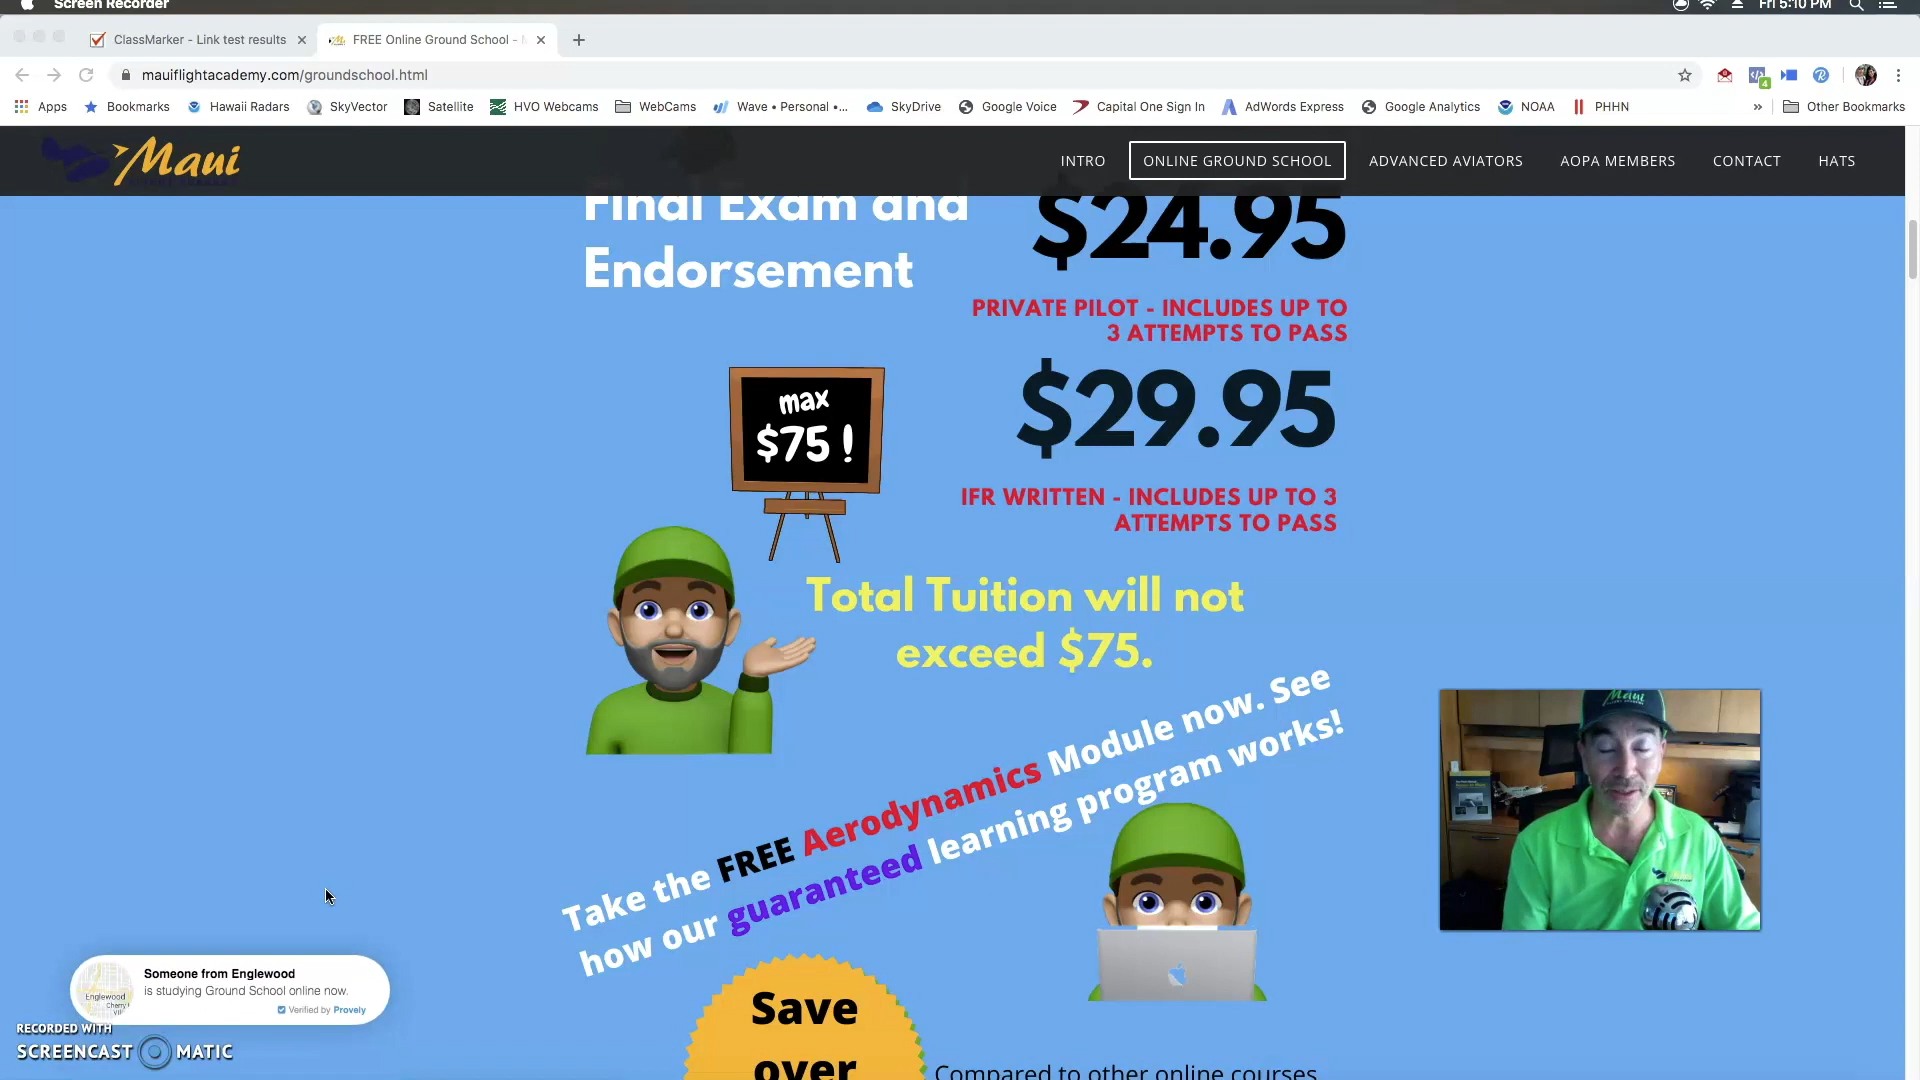 Screen Recorder
Fri 5:10 PM
ClassMarker - Link test results
FREE Online Ground School -
mauiflightacademy.com/groundschool.html
4
Apps
Bookmarks
Hawaii Radars
SkyVector
Satellite
HVO Webcams
WebCams
Wave • Personal •...
SkyDrive
Google Voice
Capital One Sign In
AdWords Express
Google Analytics
NOAA
PHHN
»
Other Bookmarks
Maui
INTRO
ONLINE GROUND SCHOOL
ADVANCED AVIATORS
AOPA MEMBERS
CONTACT
HATS
Final Exam and
Endorsement
$24.95
PRIVATE PILOT - INCLUDES UP TO
3 ATTEMPTS TO PASS
max
$75 !
$29.95
IFR WRITTEN - INCLUDES UP TO 3
ATTEMPTS TO PASS
Total Tuition will not
exceed $75.
Take the FREE Aerodynamics Module now. See
how our guaranteed learning program works!
Maui
Save
over
Compared to other online courses
Englewood
Cherry
Someone from Englewood
is studying Ground School online now.
Verified by Provely
RECORDED WITH
SCREENCAST MATIC